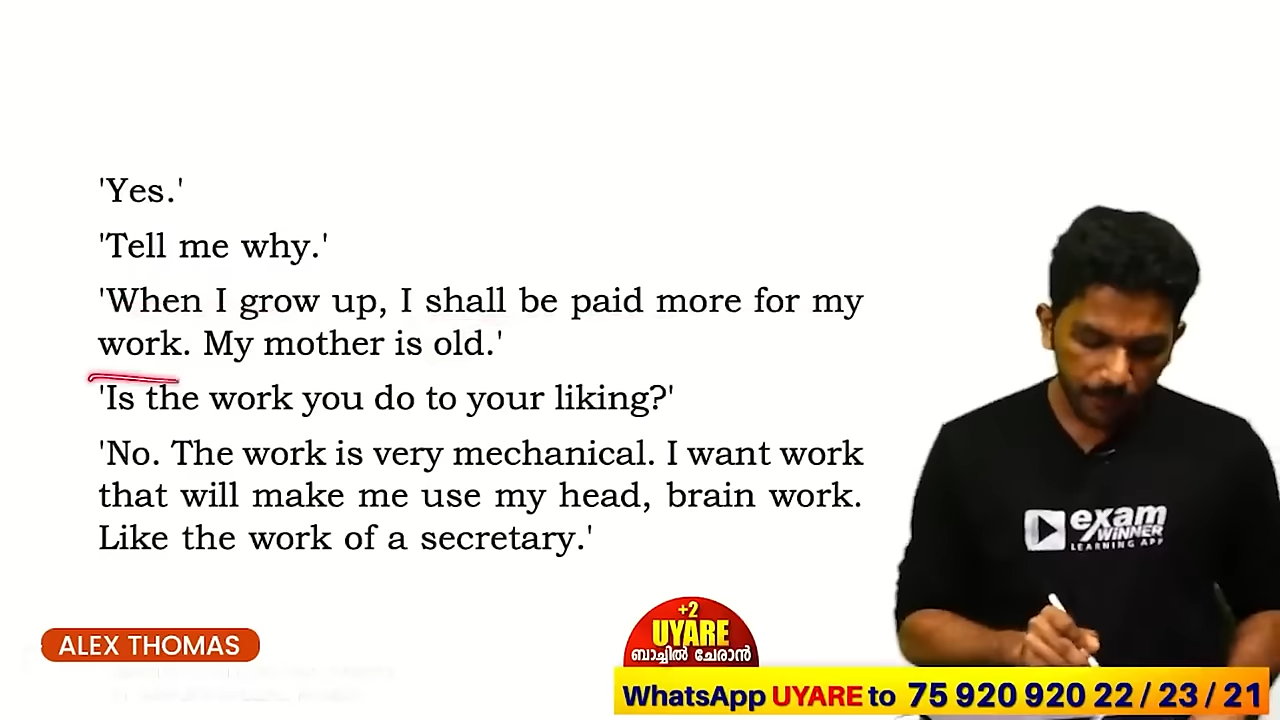 'Yes.'
'Tell me why.'
'When I grow up, I shall be paid more for my
work. My mother is old.'
'Is the work you do to your liking?'
'No. The work is very mechanical. I want work
that will make me use my head, brain work.
Like the work of a secretary.'
exam
WINNER
LEARNING APP
ALEX THOMAS
+2
UYARE
ബാച്ചിൽ ചേരാൻ
WhatsApp UYARE to 75 920 920 22 / 23 / 21